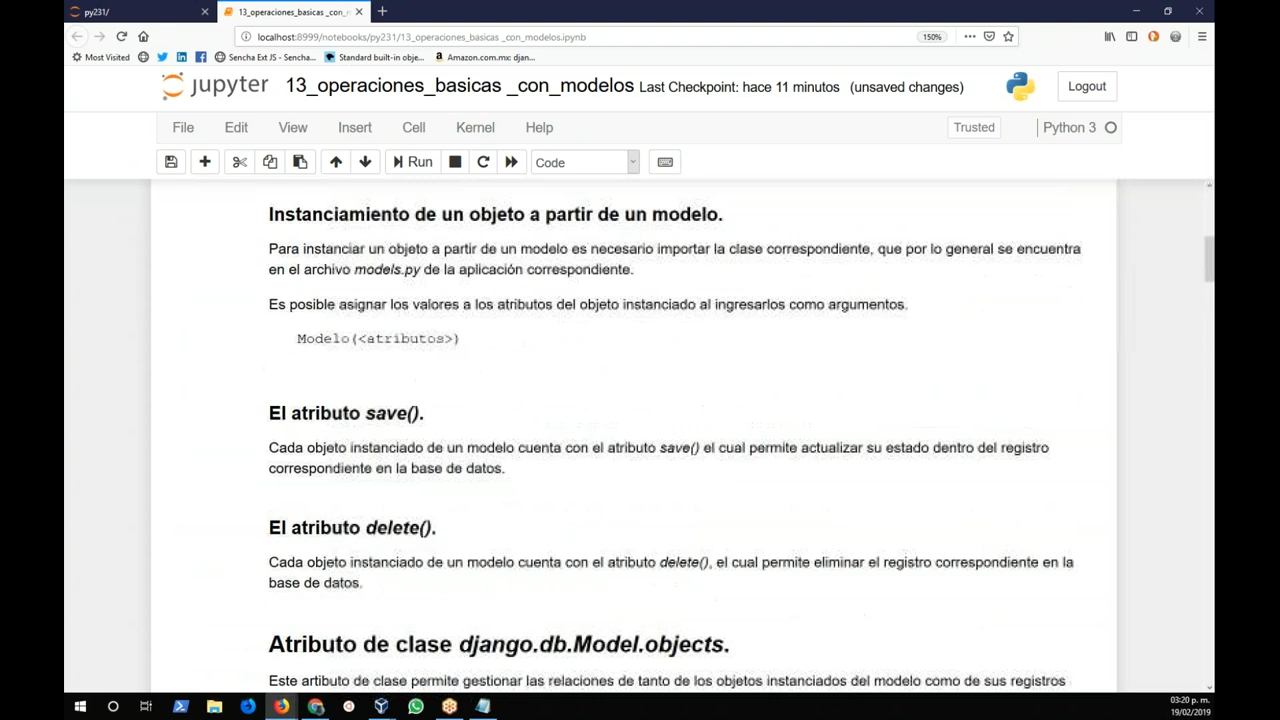 py231/
13_operaciones_basicas _con_m
localhost:8999/notebooks/py231/13_operaciones_basicas _con_modelos.ipynb
150%
Most Visited
Sencha Ext JS - Sencha...
Standard built-in obje...
Amazon.com.mx: djan...
jupyter
13_operaciones_basicas _con_modelos Last Checkpoint: hace 11 minutos (unsaved changes)
Logout
File Edit View Insert Cell Kernel Help
Trusted
Python 3
Run
Code
Instanciamiento de un objeto a partir de un modelo.
Para instanciar un objeto a partir de un modelo es necesario importar la clase correspondiente, que por lo general se encuentra
en el archivo models.py de la aplicación correspondiente.
Es posible asignar los valores a los atributos del objeto instanciado al ingresarlos como argumentos.
Modelo(<atributos>)
El atributo save().
Cada objeto instanciado de un modelo cuenta con el atributo save() el cual permite actualizar su estado dentro del registro
correspondiente en la base de datos.
El atributo delete().
Cada objeto instanciado de un modelo cuenta con el atributo delete(), el cual permite eliminar el registro correspondiente en la
base de datos.
Atributo de clase django.db.Model.objects.
Este artibuto de clase permite gestionar las relaciones de tanto de los objetos instanciados del modelo como de sus registros
03:20 p. m.
19/02/2019